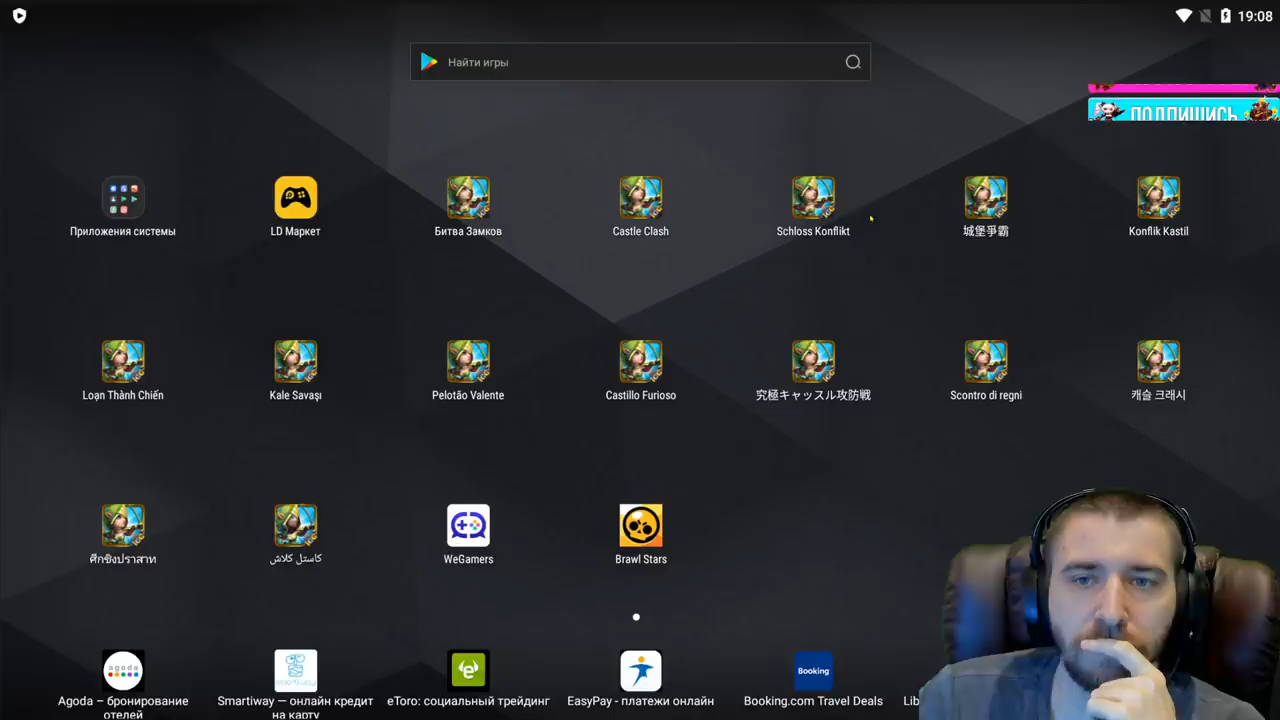 19:08
Найти игры
ПОДПИШИСЬ
Приложения системы
LD Маркет
Битва Замков
Castle Clash
Schloss Konflikt
城堡爭霸
Konflik Kastil
Loạn Thành Chiến
Kale Savaşı
Pelotão Valente
Castillo Furioso
究極キャッスル攻防戦
Scontro di regni
캐슬 크래시
ศึกชิงปราสาท
كاستل كلاش
WeGamers
Brawl Stars
agoda
Booking
Agoda – бронирование
отелей
Smartiway — онлайн кредит
на карту
eToro: социальный трейдинг
EasyPay - платежи онлайн
Booking.com Travel Deals
Lib